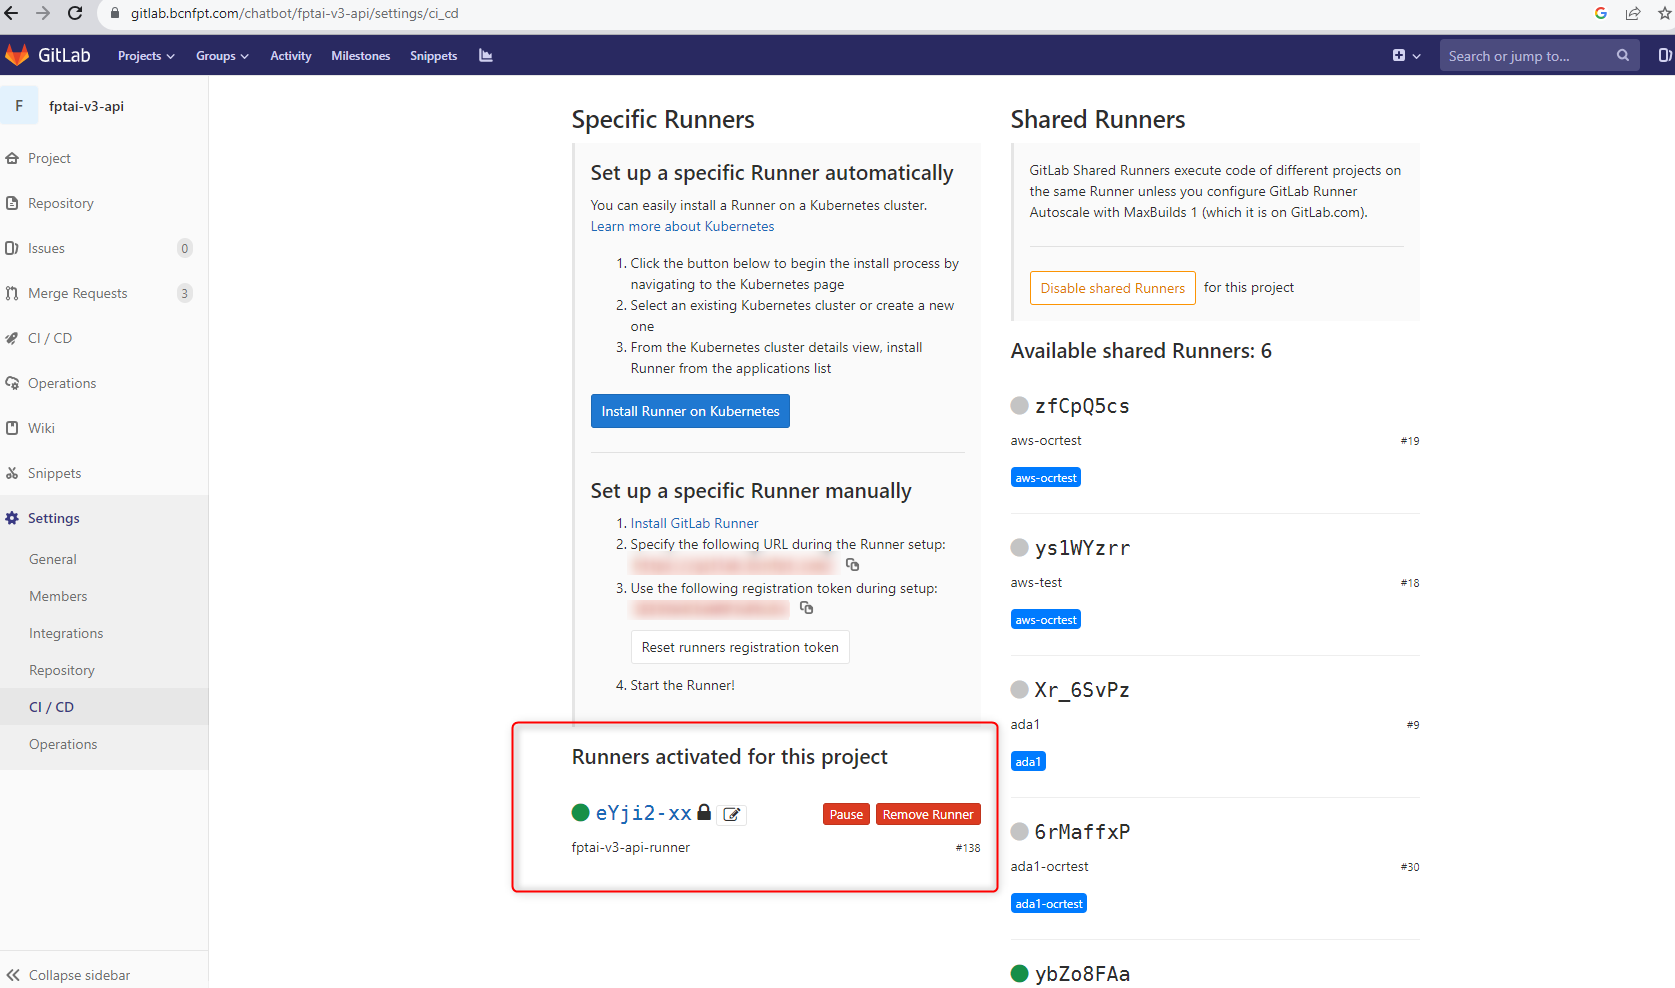 gitlab.bcnfpt.com/chatbot/fptai-v3-api/settings/ci_cd
GitLab
Projects
Groups
Activity
Milestones
Snippets
Search or jump to...
F
fptai-v3-api
Project
Repository
Issues
0
Merge Requests
3
CI / CD
Operations
Wiki
Snippets
Settings
General
Members
Integrations
Repository
CI / CD
Operations
Collapse sidebar
Specific Runners
Set up a specific Runner automatically
You can easily install a Runner on a Kubernetes cluster.
Learn more about Kubernetes
1. Click the button below to begin the install process by
navigating to the Kubernetes page
2. Select an existing Kubernetes cluster or create a new
one
3. From the Kubernetes cluster details view, install
Runner from the applications list
Install Runner on Kubernetes
Set up a specific Runner manually
1. Install GitLab Runner
2. Specify the following URL during the Runner setup:
3. Use the following registration token during setup:
Reset runners registration token
4. Start the Runner!
Runners activated for this project
eYji2-xx
Pause
Remove Runner
fptai-v3-api-runner
#138
Shared Runners
GitLab Shared Runners execute code of different projects on
the same Runner unless you configure GitLab Runner
Autoscale with MaxBuilds 1 (which it is on GitLab.com).
Disable shared Runners
for this project
Available shared Runners: 6
zfCpQ5cs
aws-ocrtest
#19
aws-ocrtest
ys1WYzrr
aws-test
#18
aws-ocrtest
Xr_6SvPz
ada1
#9
ada1
6rMaffxP
ada1-ocrtest
#30
ada1-ocrtest
ybZo8FAa